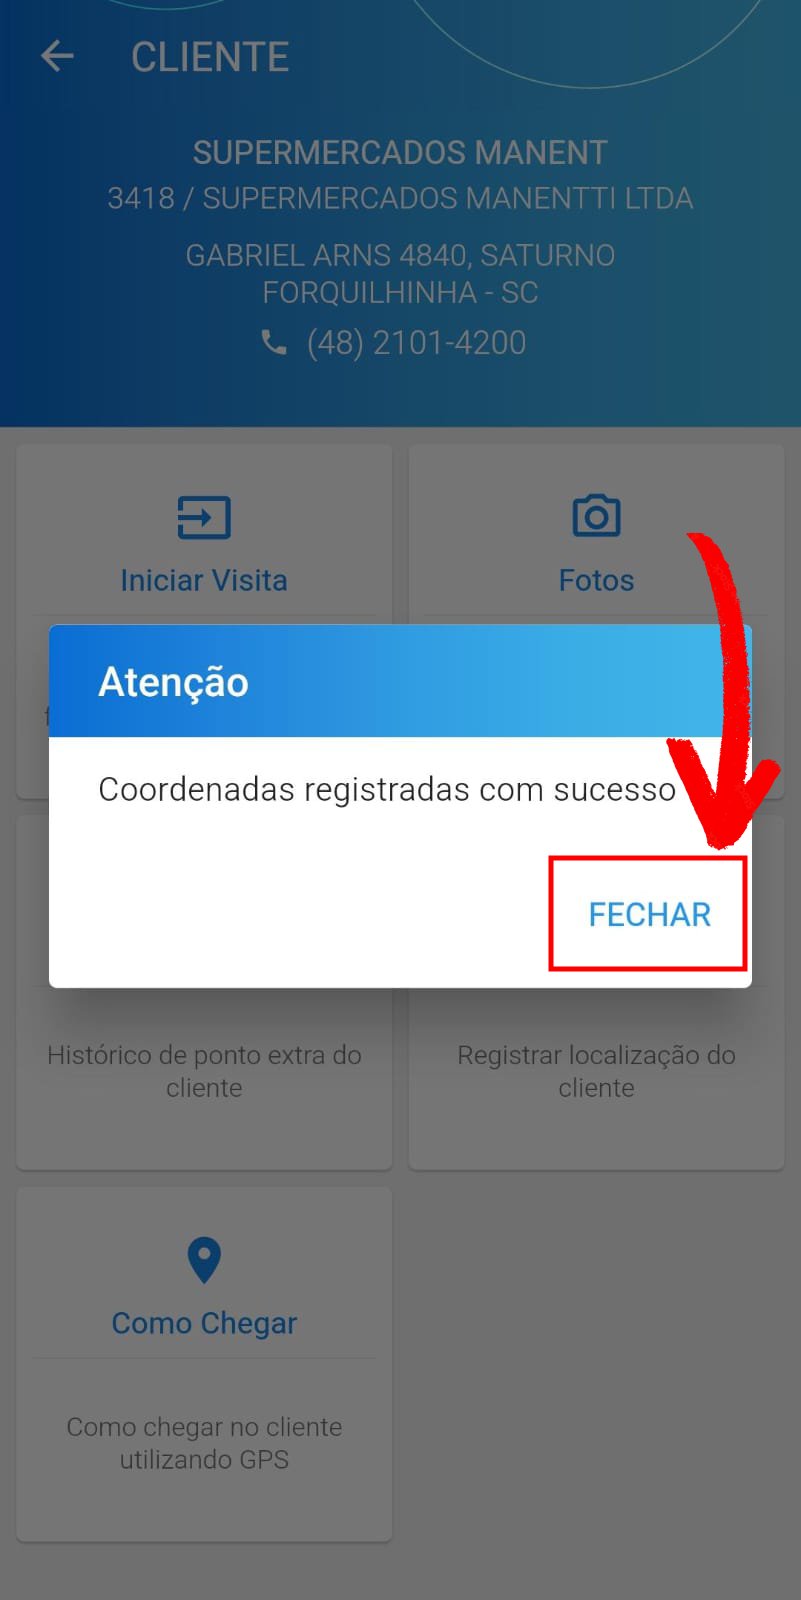 CLIENTE
SUPERMERCADOS MANENT
3418 / SUPERMERCADOS MANENTTI LTDA
GABRIEL ARNS 4840, SATURNO
FORQUILHINHA - SC
(48) 2101-4200
Iniciar Visita
Fotos
Atenção
Coordenadas registradas com sucesso
FECHAR
Histórico de ponto extra do
cliente
Registrar localização do
cliente
Como Chegar
Como chegar no cliente
utilizando GPS